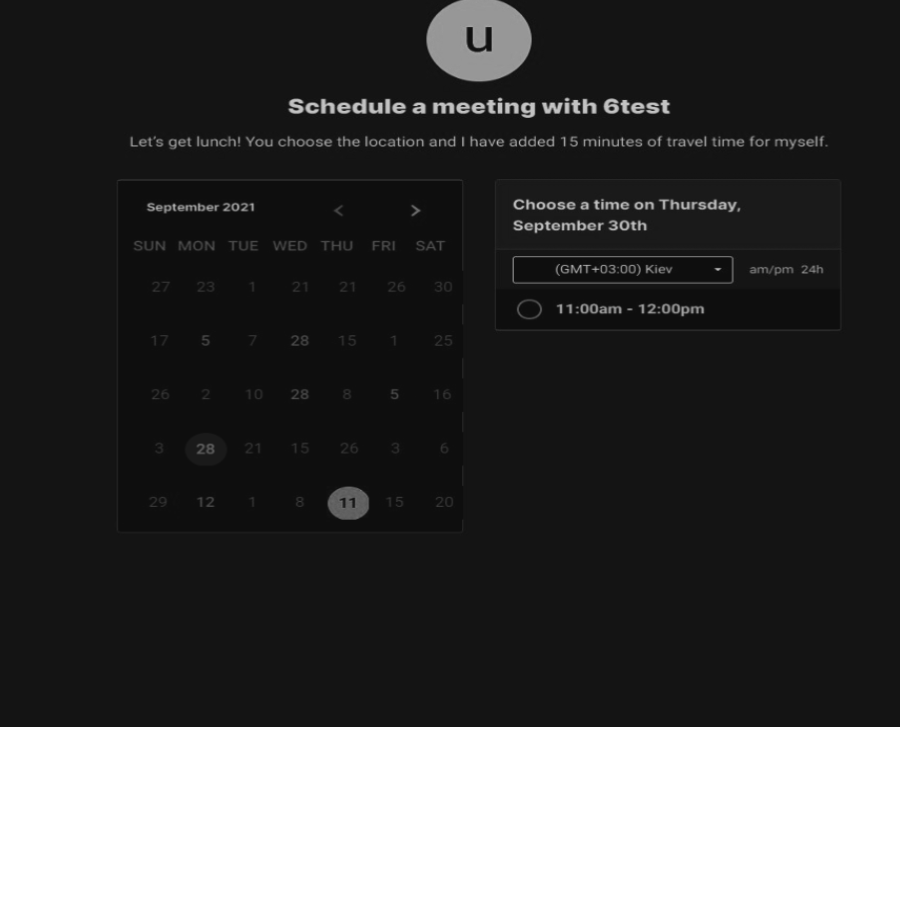 u
Schedule a meeting with 6test
Let's get lunch! You choose the location and I have added 15 minutes of travel time for myself.
September 2021 < >
SUN MON TUE WED THU FRI SAT
27 23 1 21 21 26 30
17 5 7 28 15 1 25
26 2 10 28 8 5 16
3 28 21 15 26 3 6
29 12 1 8 11 15 20
Choose a time on Thursday,
September 30th
(GMT+03:00) Kiev am/pm 24h
11:00am - 12:00pm